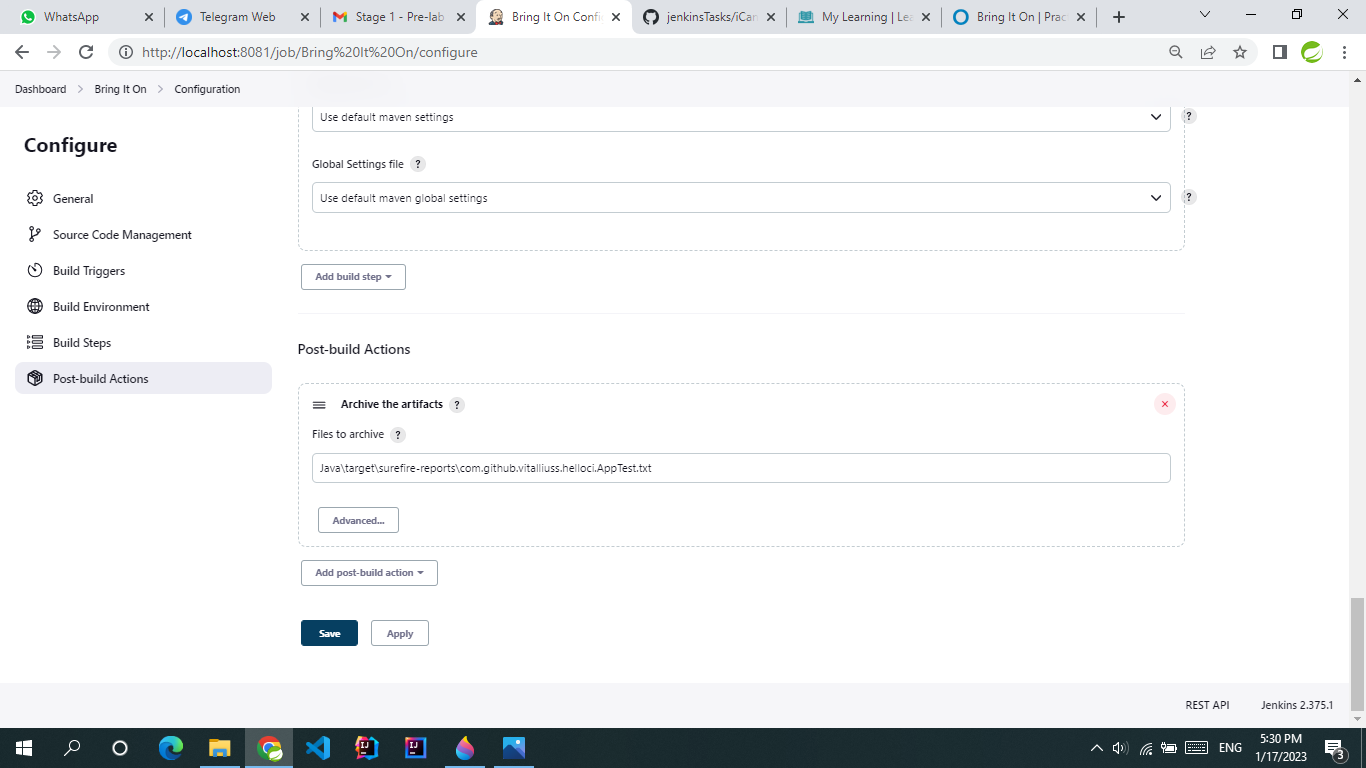 WhatsApp
Telegram Web
Stage 1 - Pre-lab
Bring It On Confi
jenkinsTasks/iCan
My Learning | Lea
Bring It On | Prac
http://localhost:8081/job/Bring%20It%20On/configure
Dashboard > Bring It On > Configuration
Configure
General
Source Code Management
Build Triggers
Build Environment
Build Steps
Post-build Actions
Use default maven settings
?
Global Settings file ?
Use default maven global settings
?
Add build step
Post-build Actions
Archive the artifacts ?
Files to archive ?
Java\target\surefire-reports\com.github.vitalliuss.helloci.AppTest.txt
Advanced...
Add post-build action
Save
Apply
REST API
Jenkins 2.375.1
ENG
5:30 PM
1/17/2023
3